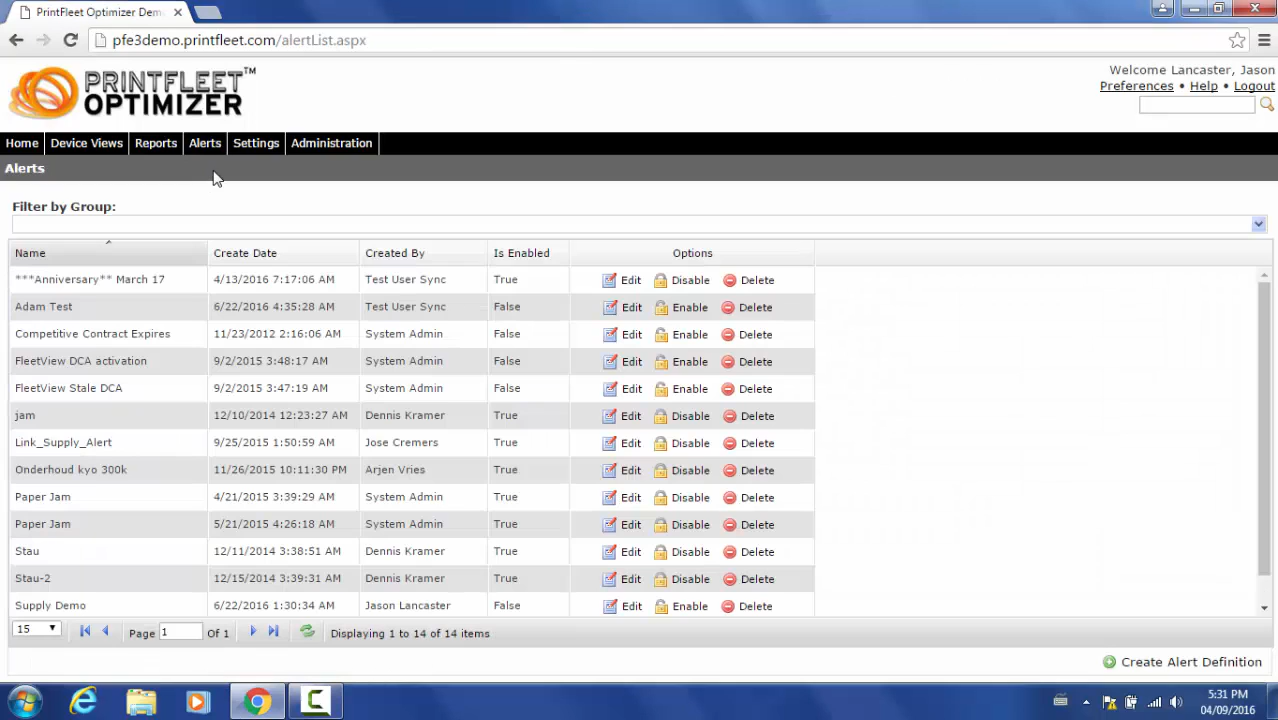 PrintFleet Optimizer Dem
pfe3demo.printfleet.com/alertList.aspx
PRINTFLEET™
OPTIMIZER
Welcome Lancaster, Jason
Preferences • Help • Logout
Home Device Views Reports Alerts Settings Administration
Alerts
Filter by Group:
Name Create Date Created By Is Enabled Options
***Anniversary** March 17 4/13/2016 7:17:06 AM Test User Sync True Edit Disable Delete
Adam Test 6/22/2016 4:35:28 AM Test User Sync False Edit Enable Delete
Competitive Contract Expires 11/23/2012 2:16:06 AM System Admin False Edit Enable Delete
FleetView DCA activation 9/2/2015 3:48:17 AM System Admin False Edit Enable Delete
FleetView Stale DCA 9/2/2015 3:47:19 AM System Admin False Edit Enable Delete
jam 12/10/2014 12:23:27 AM Dennis Kramer True Edit Disable Delete
Link_Supply_Alert 9/25/2015 1:50:59 AM Jose Cremers True Edit Disable Delete
Onderhoud kyo 300k 11/26/2015 10:11:30 PM Arjen Vries True Edit Disable Delete
Paper Jam 4/21/2015 3:39:29 AM System Admin True Edit Disable Delete
Paper Jam 5/21/2015 4:26:18 AM System Admin True Edit Disable Delete
Stau 12/11/2014 3:38:51 AM Dennis Kramer True Edit Disable Delete
Stau-2 12/15/2014 3:39:31 AM Dennis Kramer True Edit Disable Delete
Supply Demo 6/22/2016 1:30:34 AM Jason Lancaster False Edit Enable Delete
15 Page 1 Of 1 Displaying 1 to 14 of 14 items
Create Alert Definition
5:31 PM
04/09/2016